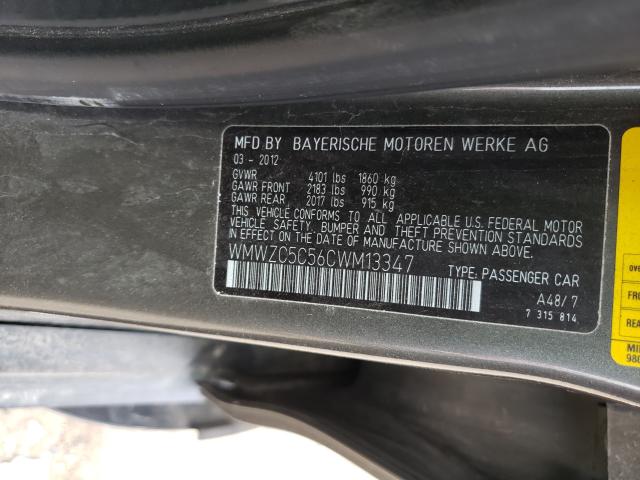 MFD BY BAYERISCHE MOTOREN WERKE AG
03 - 2012
GVWR 4101 lbs 1860 kg
GAWR FRONT 2183 lbs 990 kg
GAWR REAR 2017 lbs 915 kg
THIS VEHICLE CONFORMS TO ALL APPLICABLE U.S. FEDERAL MOTOR
VEHICLE SAFETY, BUMPER AND THEFT PREVENTION STANDARDS
IN EFFECT ON THE DATE OF MANUFACTURE SHOWN ABOVE.
WMWZC5C56CWM13347
TYPE: PASSENGER CAR
A48/ 7
7 315 814